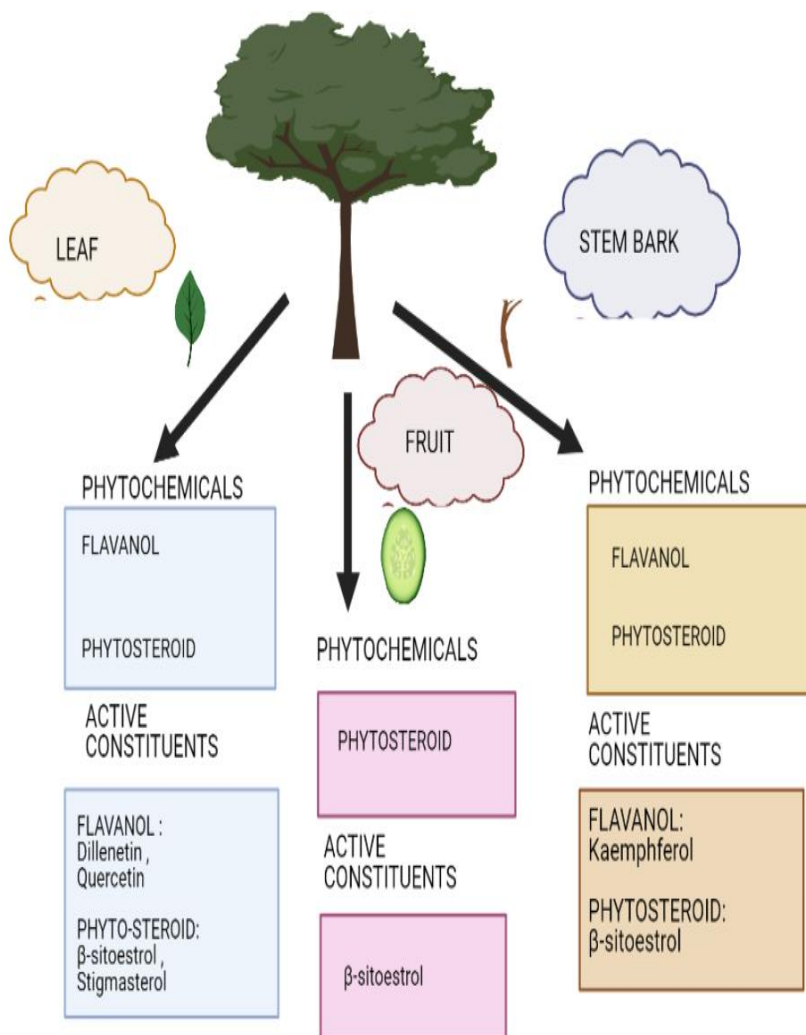 LEAF
STEM BARK
FRUIT
PHYTOCHEMICALS
FLAVANOL
PHYTOSTEROID
ACTIVE
CONSTITUENTS
FLAVANOL :
Dillenetin ,
Quercetin
PHYTO-STEROID:
β-sitoestrol ,
Stigmasterol
PHYTOCHEMICALS
PHYTOSTEROID
ACTIVE
CONSTITUENTS
β-sitoestrol
PHYTOCHEMICALS
FLAVANOL
PHYTOSTEROID
ACTIVE
CONSTITUENTS
FLAVANOL:
Kaemphferol
PHYTOSTEROID:
β-sitoestrol